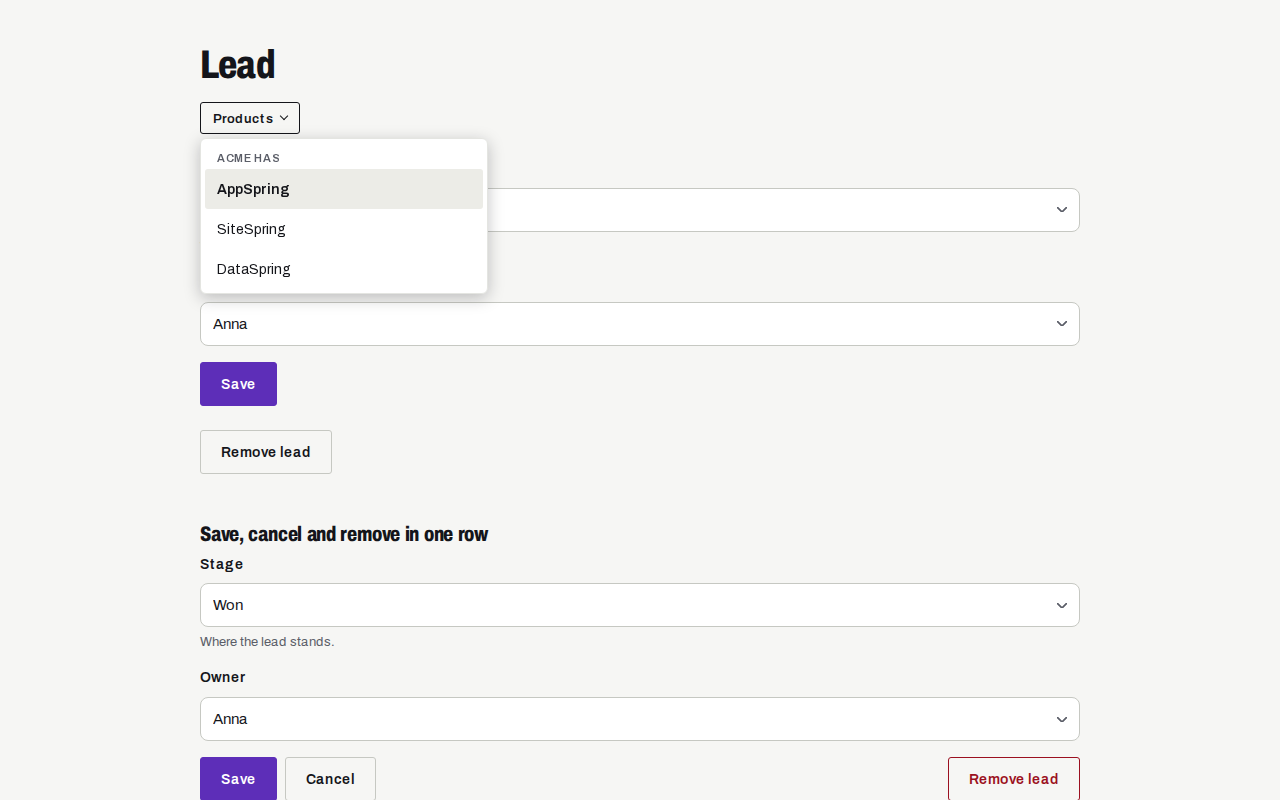 Lead
Products
ACME HAS
AppSpring
SiteSpring
DataSpring
Anna
Save
Remove lead
Save, cancel and remove in one row
Stage
Won
Where the lead stands.
Owner
Anna
Save Cancel Remove lead